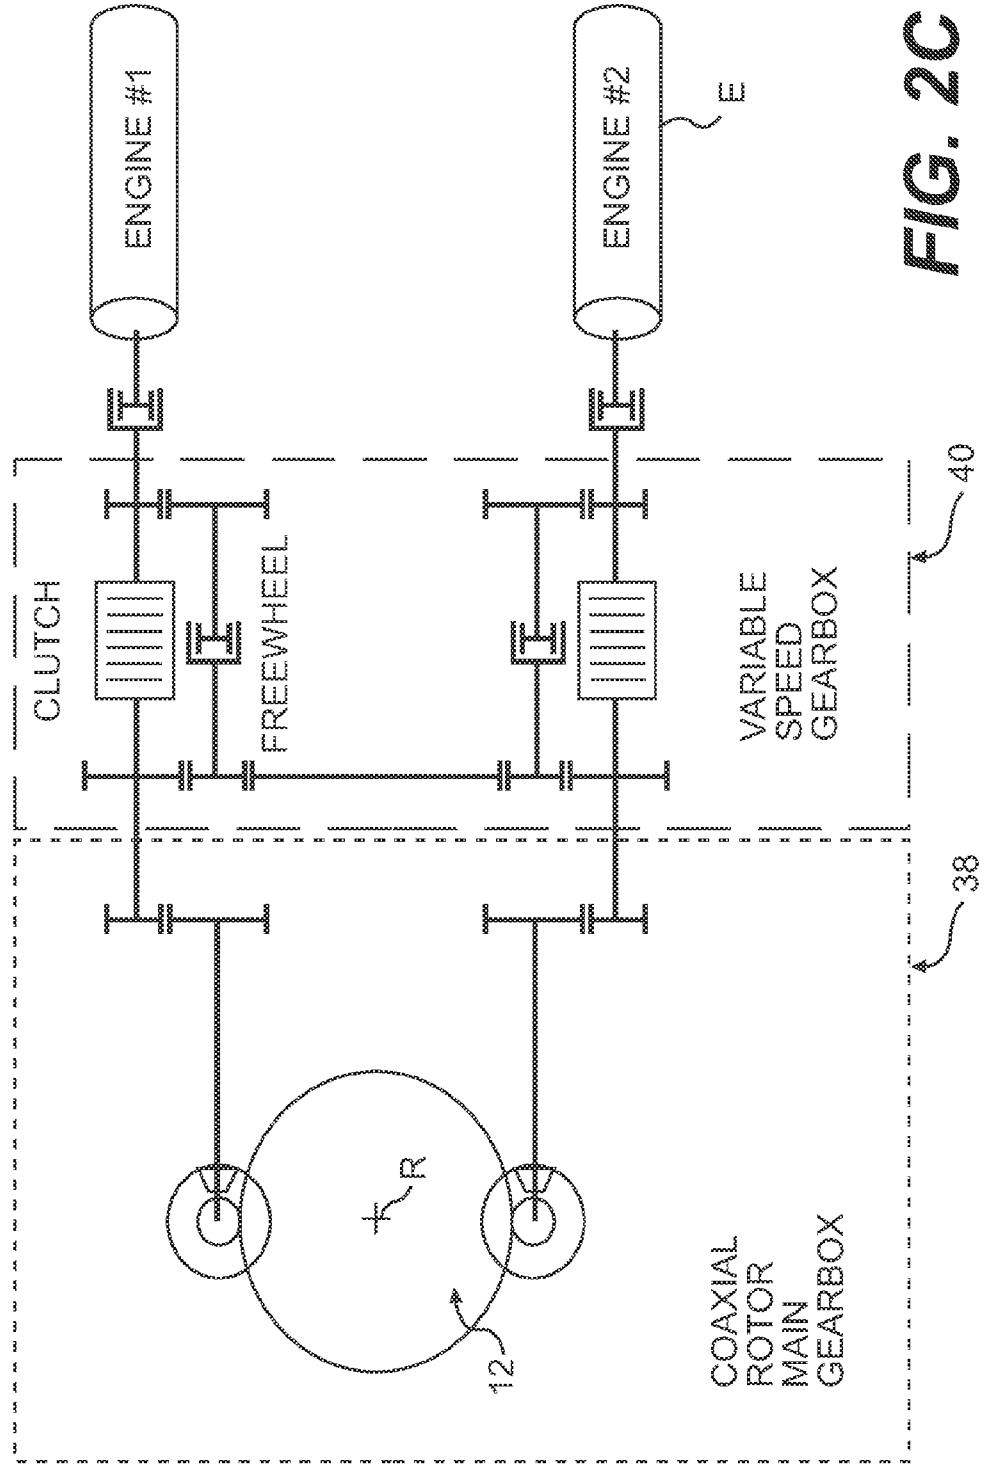 ENGINE #1
ENGINE #2
E
CLUTCH
FREEWHEEL
VARIABLE
SPEED
GEARBOX
40
38
R
12
COAXIAL
ROTOR
MAIN
GEARBOX
FIG. 2C